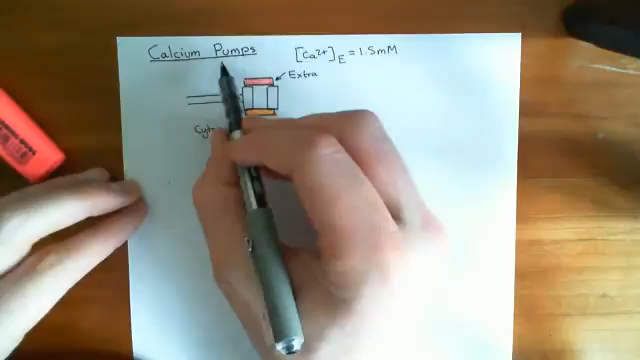 Calcium Pumps
[Ca2+]E = 1.5mM
Extra